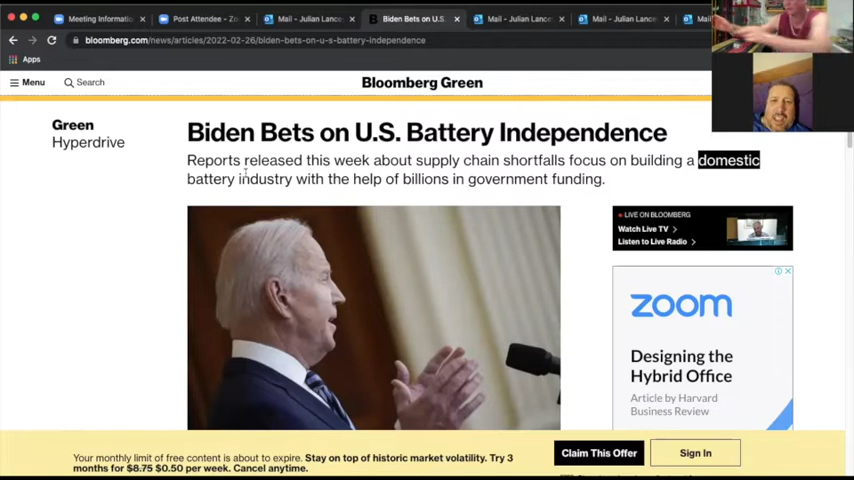 Meeting Informatio
Post Attendee - Zo
Mail - Julian Lance
Biden Bets on U.S.
Mail - Julian Lance
Mail - Julian Lance
Mail
bloomberg.com/news/articles/2022-02-26/biden-bets-on-u-s-battery-independence
Apps
Menu
Search
Bloomberg Green
Green
Hyperdrive
Biden Bets on U.S. Battery Independence
Reports released this week about supply chain shortfalls focus on building a domestic
battery industry with the help of billions in government funding.
LIVE ON BLOOMBERG
Watch Live TV >
Listen to Live Radio >
zoom
Designing the
Hybrid Office
Article by Harvard
Business Review
Your monthly limit of free content is about to expire. Stay on top of historic market volatility. Try 3
months for $8.75 $0.50 per week. Cancel anytime.
Claim This Offer
Sign In